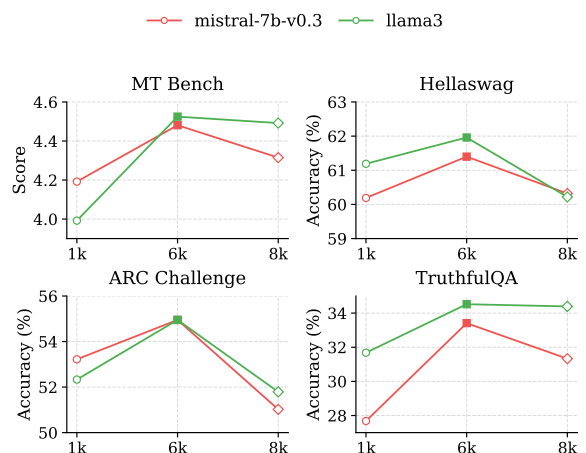 mistral-7b-v0.3 llama3
MT Bench
Score
4.6
4.4
4.2
4.0
1k 6k 8k
Hellaswag
Accuracy (%)
63
62
61
60
59
1k 6k 8k
ARC Challenge
Accuracy (%)
56
54
52
50
1k 6k 8k
TruthfulQA
Accuracy (%)
34
32
30
28
1k 6k 8k